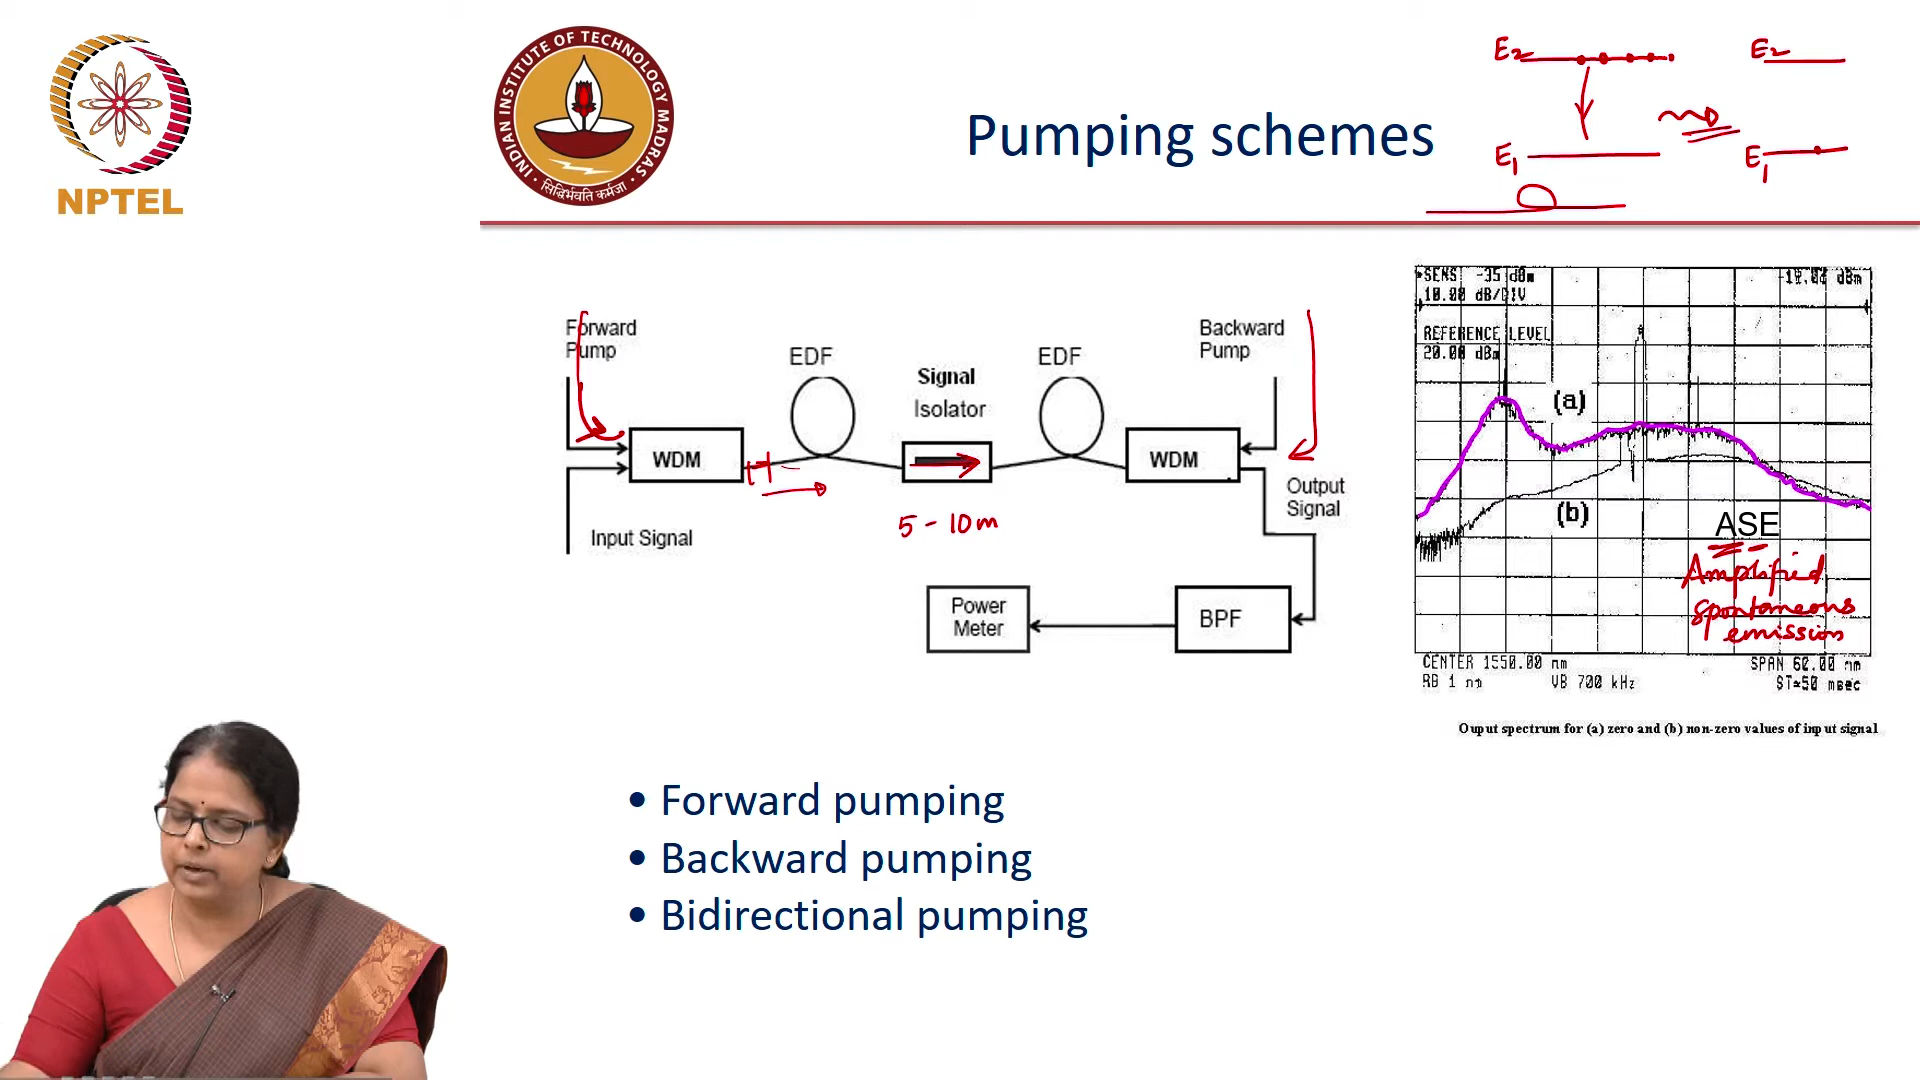 NPTEL
INDIAN INSTITUTE OF TECHNOLOGY MADRAS
सिद्धिर्भवति कर्मजा
Pumping schemes
E2
E1
E2
E1
Forward
Pump
EDF
Signal
Isolator
EDF
Backward
Pump
WDM
WDM
Input Signal
5 - 10m
Output
Signal
Power
Meter
BPF
SENS -35 dBm
10.00 dB/DIV
REFERENCE LEVEL
20.00 dBm
(a)
(b)
ASE
Amplified
spontaneous
emission
CENTER 1550.00 nm
SPAN 60.00 nm
RB 1 nm
VB 700 kHz
ST≈50 msec
Ouput spectrum for (a) zero and (b) non-zero values of input signal
• Forward pumping
• Backward pumping
• Bidirectional pumping